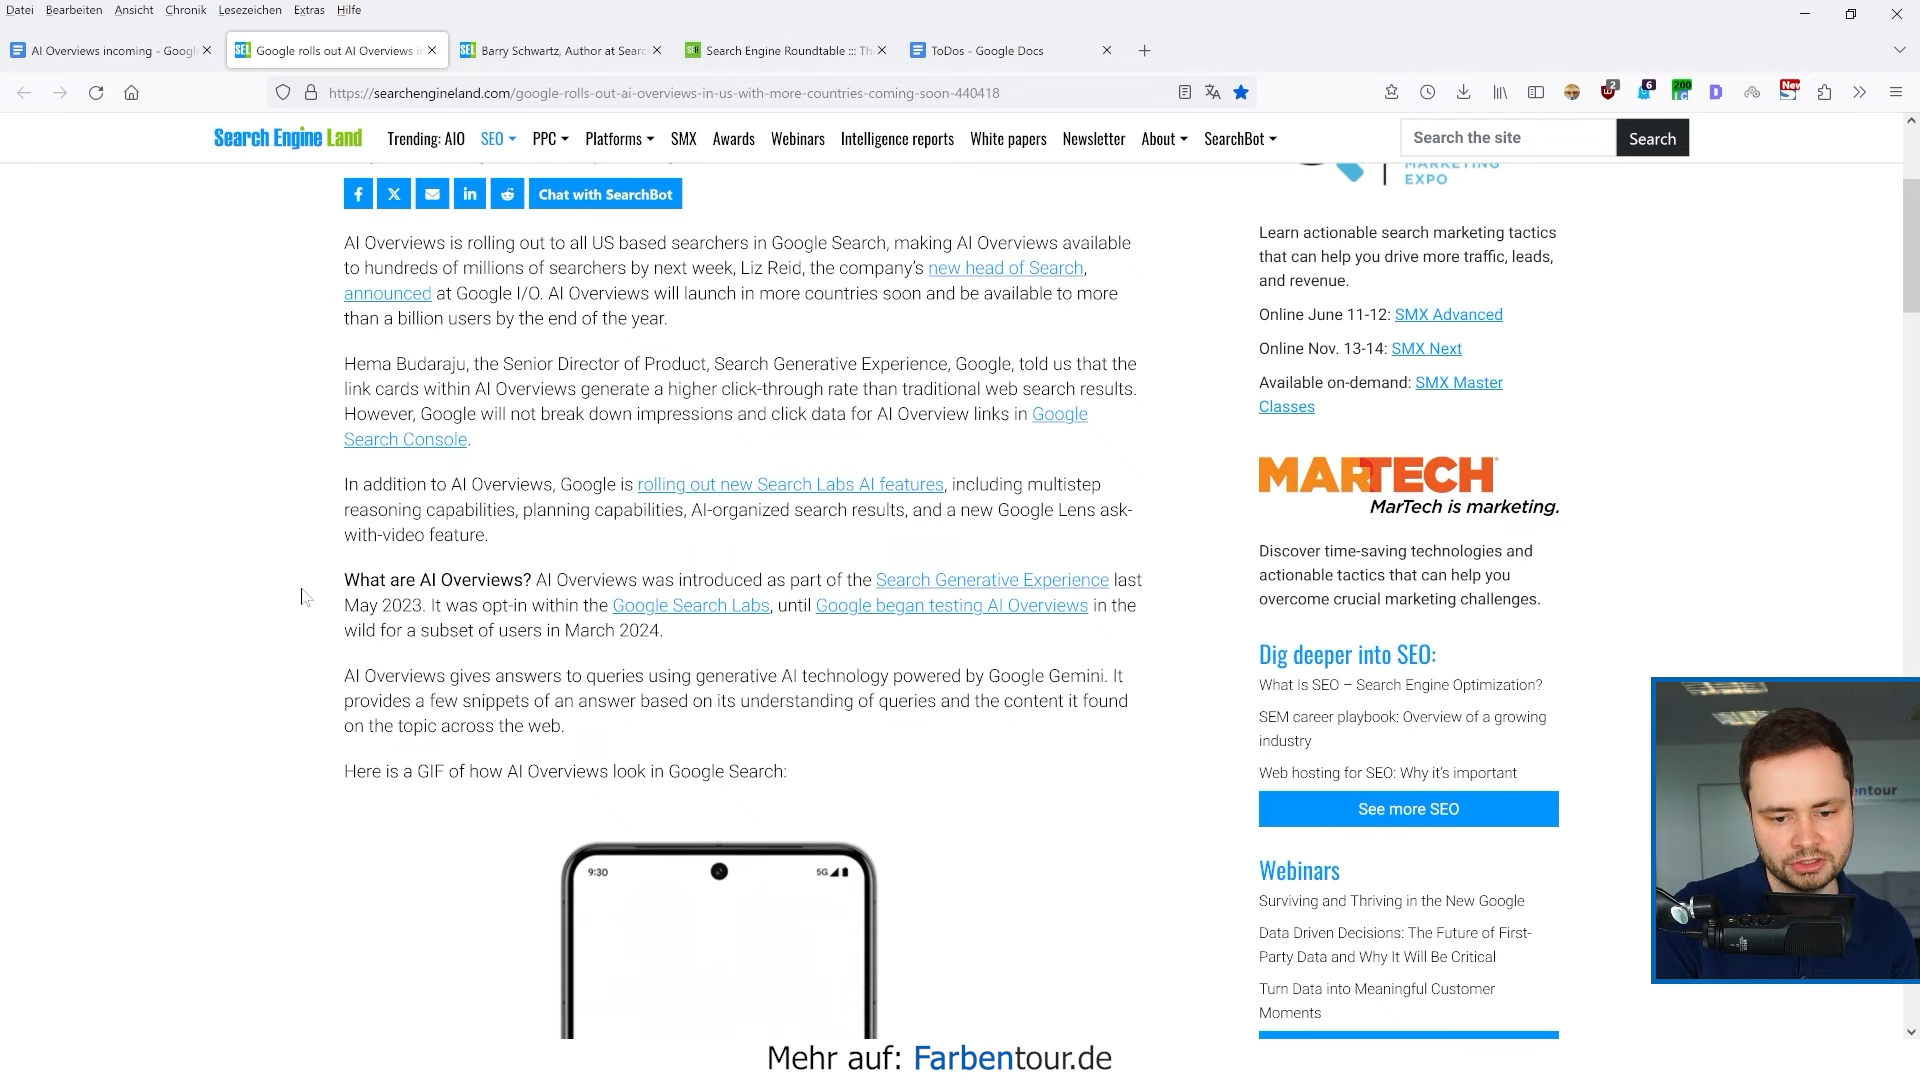 Datei Bearbeiten Ansicht Chronik Lesezeichen Extras Hilfe
AI Overviews incoming - Googl
Google rolls out AI Overviews in
Barry Schwartz, Author at Searc
Search Engine Roundtable ::: Th
ToDos - Google Docs
https://searchengineland.com/google-rolls-out-ai-overviews-in-us-with-more-countries-coming-soon-440418
2
6
200
New
Search Engine Land
Trending: AIO SEO PPC Platforms SMX Awards Webinars Intelligence reports White papers Newsletter About SearchBot
Search the site
Search
Chat with SearchBot
AI Overviews is rolling out to all US based searchers in Google Search, making AI Overviews available
to hundreds of millions of searchers by next week, Liz Reid, the company's new head of Search,
announced at Google I/O. AI Overviews will launch in more countries soon and be available to more
than a billion users by the end of the year.
Hema Budaraju, the Senior Director of Product, Search Generative Experience, Google, told us that the
link cards within AI Overviews generate a higher click-through rate than traditional web search results.
However, Google will not break down impressions and click data for AI Overview links in Google
Search Console.
In addition to AI Overviews, Google is rolling out new Search Labs AI features, including multistep
reasoning capabilities, planning capabilities, AI-organized search results, and a new Google Lens ask-
with-video feature.
What are AI Overviews? AI Overviews was introduced as part of the Search Generative Experience last
May 2023. It was opt-in within the Google Search Labs, until Google began testing AI Overviews in the
wild for a subset of users in March 2024.
AI Overviews gives answers to queries using generative AI technology powered by Google Gemini. It
provides a few snippets of an answer based on its understanding of queries and the content it found
on the topic across the web.
Here is a GIF of how AI Overviews look in Google Search:
9:30
5G
MARKETING
EXPO
Learn actionable search marketing tactics
that can help you drive more traffic, leads,
and revenue.
Online June 11-12: SMX Advanced
Online Nov. 13-14: SMX Next
Available on-demand: SMX Master
Classes
MARTECH
MarTech is marketing.
Discover time-saving technologies and
actionable tactics that can help you
overcome crucial marketing challenges.
Dig deeper into SEO:
What Is SEO – Search Engine Optimization?
SEM career playbook: Overview of a growing
industry
Web hosting for SEO: Why it's important
See more SEO
Webinars
Surviving and Thriving in the New Google
Data Driven Decisions: The Future of First-
Party Data and Why It Will Be Critical
Turn Data into Meaningful Customer
Moments
entour
Mehr auf: Farbentour.de